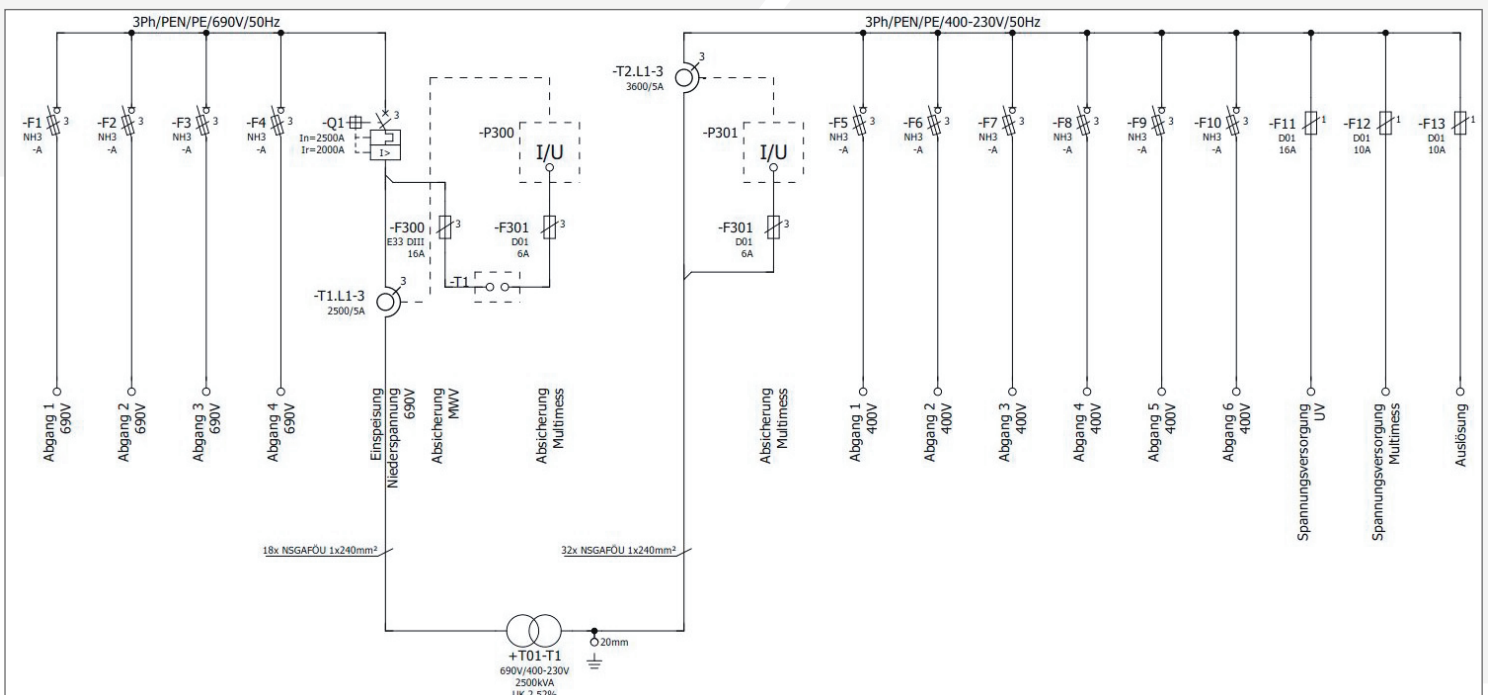 3Ph/PEN/PE/690V/50Hz
3Ph/PEN/PE/400-230V/50Hz
-F1
NH3
-A
3
-F2
NH3
-A
3
-F3
NH3
-A
3
-F4
NH3
-A
3
-Q1
In=2500A
Ir=2000A
3
I>
-P300
I/U
-F300
E33 DIII
16A
3
-F301
D01
6A
3
-T1
-T1.L1-3
2500/5A
3
-T2.L1-3
3600/5A
3
-P301
I/U
-F301
D01
6A
3
-F5
NH3
-A
3
-F6
NH3
-A
3
-F7
NH3
-A
3
-F8
NH3
-A
3
-F9
NH3
-A
3
-F10
NH3
-A
3
-F11
D01
16A
1
-F12
D01
10A
1
-F13
D01
10A
1
Abgang 1
690V
Abgang 2
690V
Abgang 3
690V
Abgang 4
690V
Einspeisung
Niederspannung
690V
Absicherung
MWV
Absicherung
Multimess
Absicherung
Multimess
Abgang 1
400V
Abgang 2
400V
Abgang 3
400V
Abgang 4
400V
Abgang 5
400V
Abgang 6
400V
Spannungsversorgung
UV
Spannungsversorgung
Multimess
Auslösung
18x NSGAFÖU 1x240mm²
32x NSGAFÖU 1x240mm²
20mm
+T01-T1
690V/400-230V
2500kVA
UK 2,52%